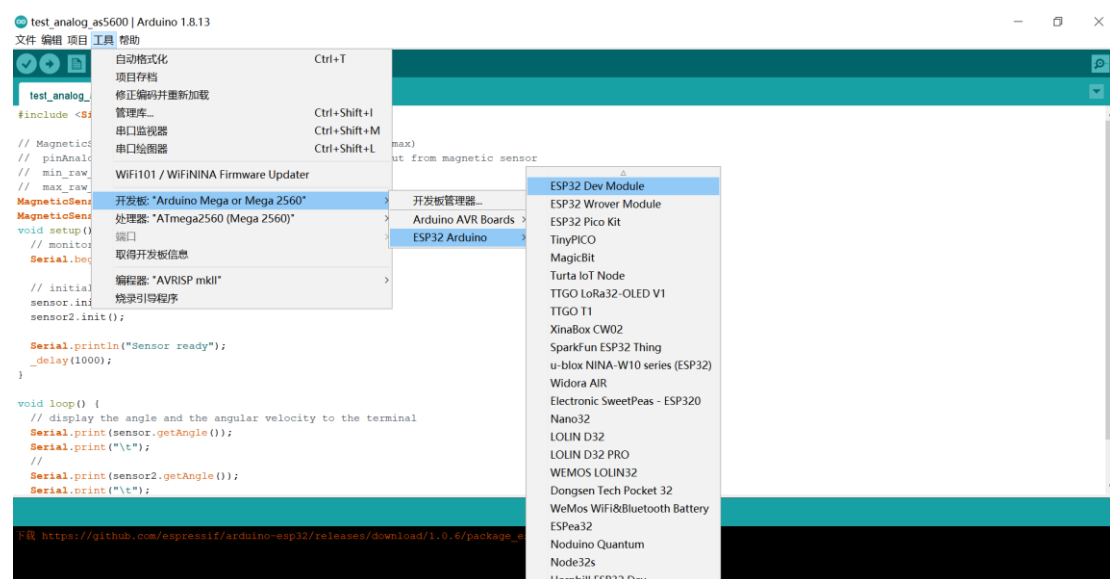 test_analog_as5600 | Arduino 1.8.13
文件 编辑 项目 工具 帮助
自动格式化 Ctrl+T
项目存档
修正编码并重新加载
管理库... Ctrl+Shift+I
串口监视器 Ctrl+Shift+M
串口绘图器 Ctrl+Shift+L
WiFi101 / WiFiNINA Firmware Updater
开发板: "Arduino Mega or Mega 2560"
处理器: "ATmega2560 (Mega 2560)"
端口
取得开发板信息
编程器: "AVRISP mkII"
烧录引导程序
开发板管理器...
Arduino AVR Boards
ESP32 Arduino
ESP32 Dev Module
ESP32 Wrover Module
ESP32 Pico Kit
TinyPICO
MagicBit
Turta IoT Node
TTGO LoRa32-OLED V1
TTGO T1
XinaBox CW02
SparkFun ESP32 Thing
u-blox NINA-W10 series (ESP32)
Widora AIR
Electronic SweetPeas - ESP320
Nano32
LOLIN D32
LOLIN D32 PRO
WEMOS LOLIN32
Dongsen Tech Pocket 32
WeMos WiFi&Bluetooth Battery
ESPea32
Noduino Quantum
Node32s
test_analog_
#include <Si
// MagneticS max)
// pinAnalo ut from magnetic sensor
// min_raw_
// max_raw_
MagneticSens
MagneticSens
void setup()
// monitor
Serial.beg
// initial
sensor.ini
sensor2.init();
Serial.println("Sensor ready");
_delay(1000);
}
void loop() {
// display the angle and the angular velocity to the terminal
Serial.print(sensor.getAngle());
Serial.print("\t");
//
Serial.print(sensor2.getAngle());
Serial.print("\t");
下载 https://github.com/espressif/arduino-esp32/releases/download/1.0.6/package_e